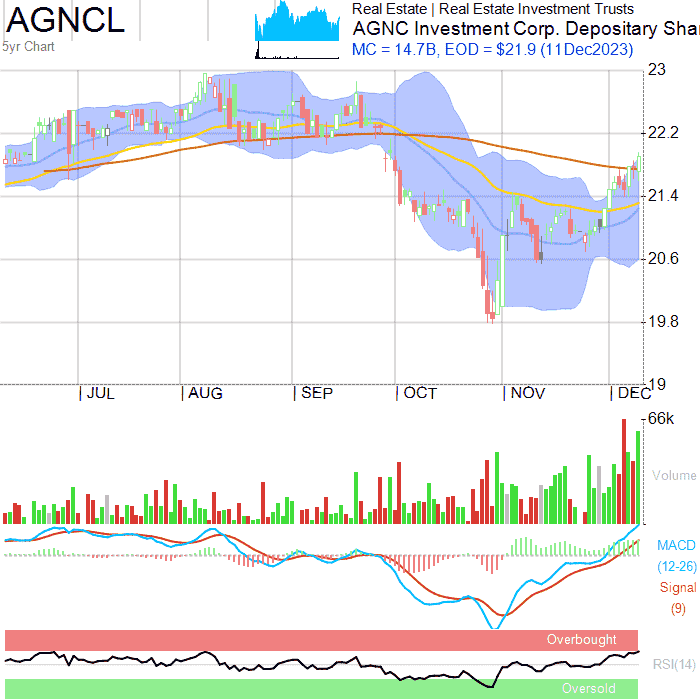 AGNCL
5yr Chart
Real Estate | Real Estate Investment Trusts
AGNC Investment Corp. Depositary Shar
MC = 14.7B, EOD = $21.9 (11Dec2023)
23
22.2
21.4
20.6
19.8
19
JUL
AUG
SEP
OCT
NOV
DEC
66k
Volume
MACD
(12-26)
Signal
(9)
Overbought
RSI(14)
Oversold